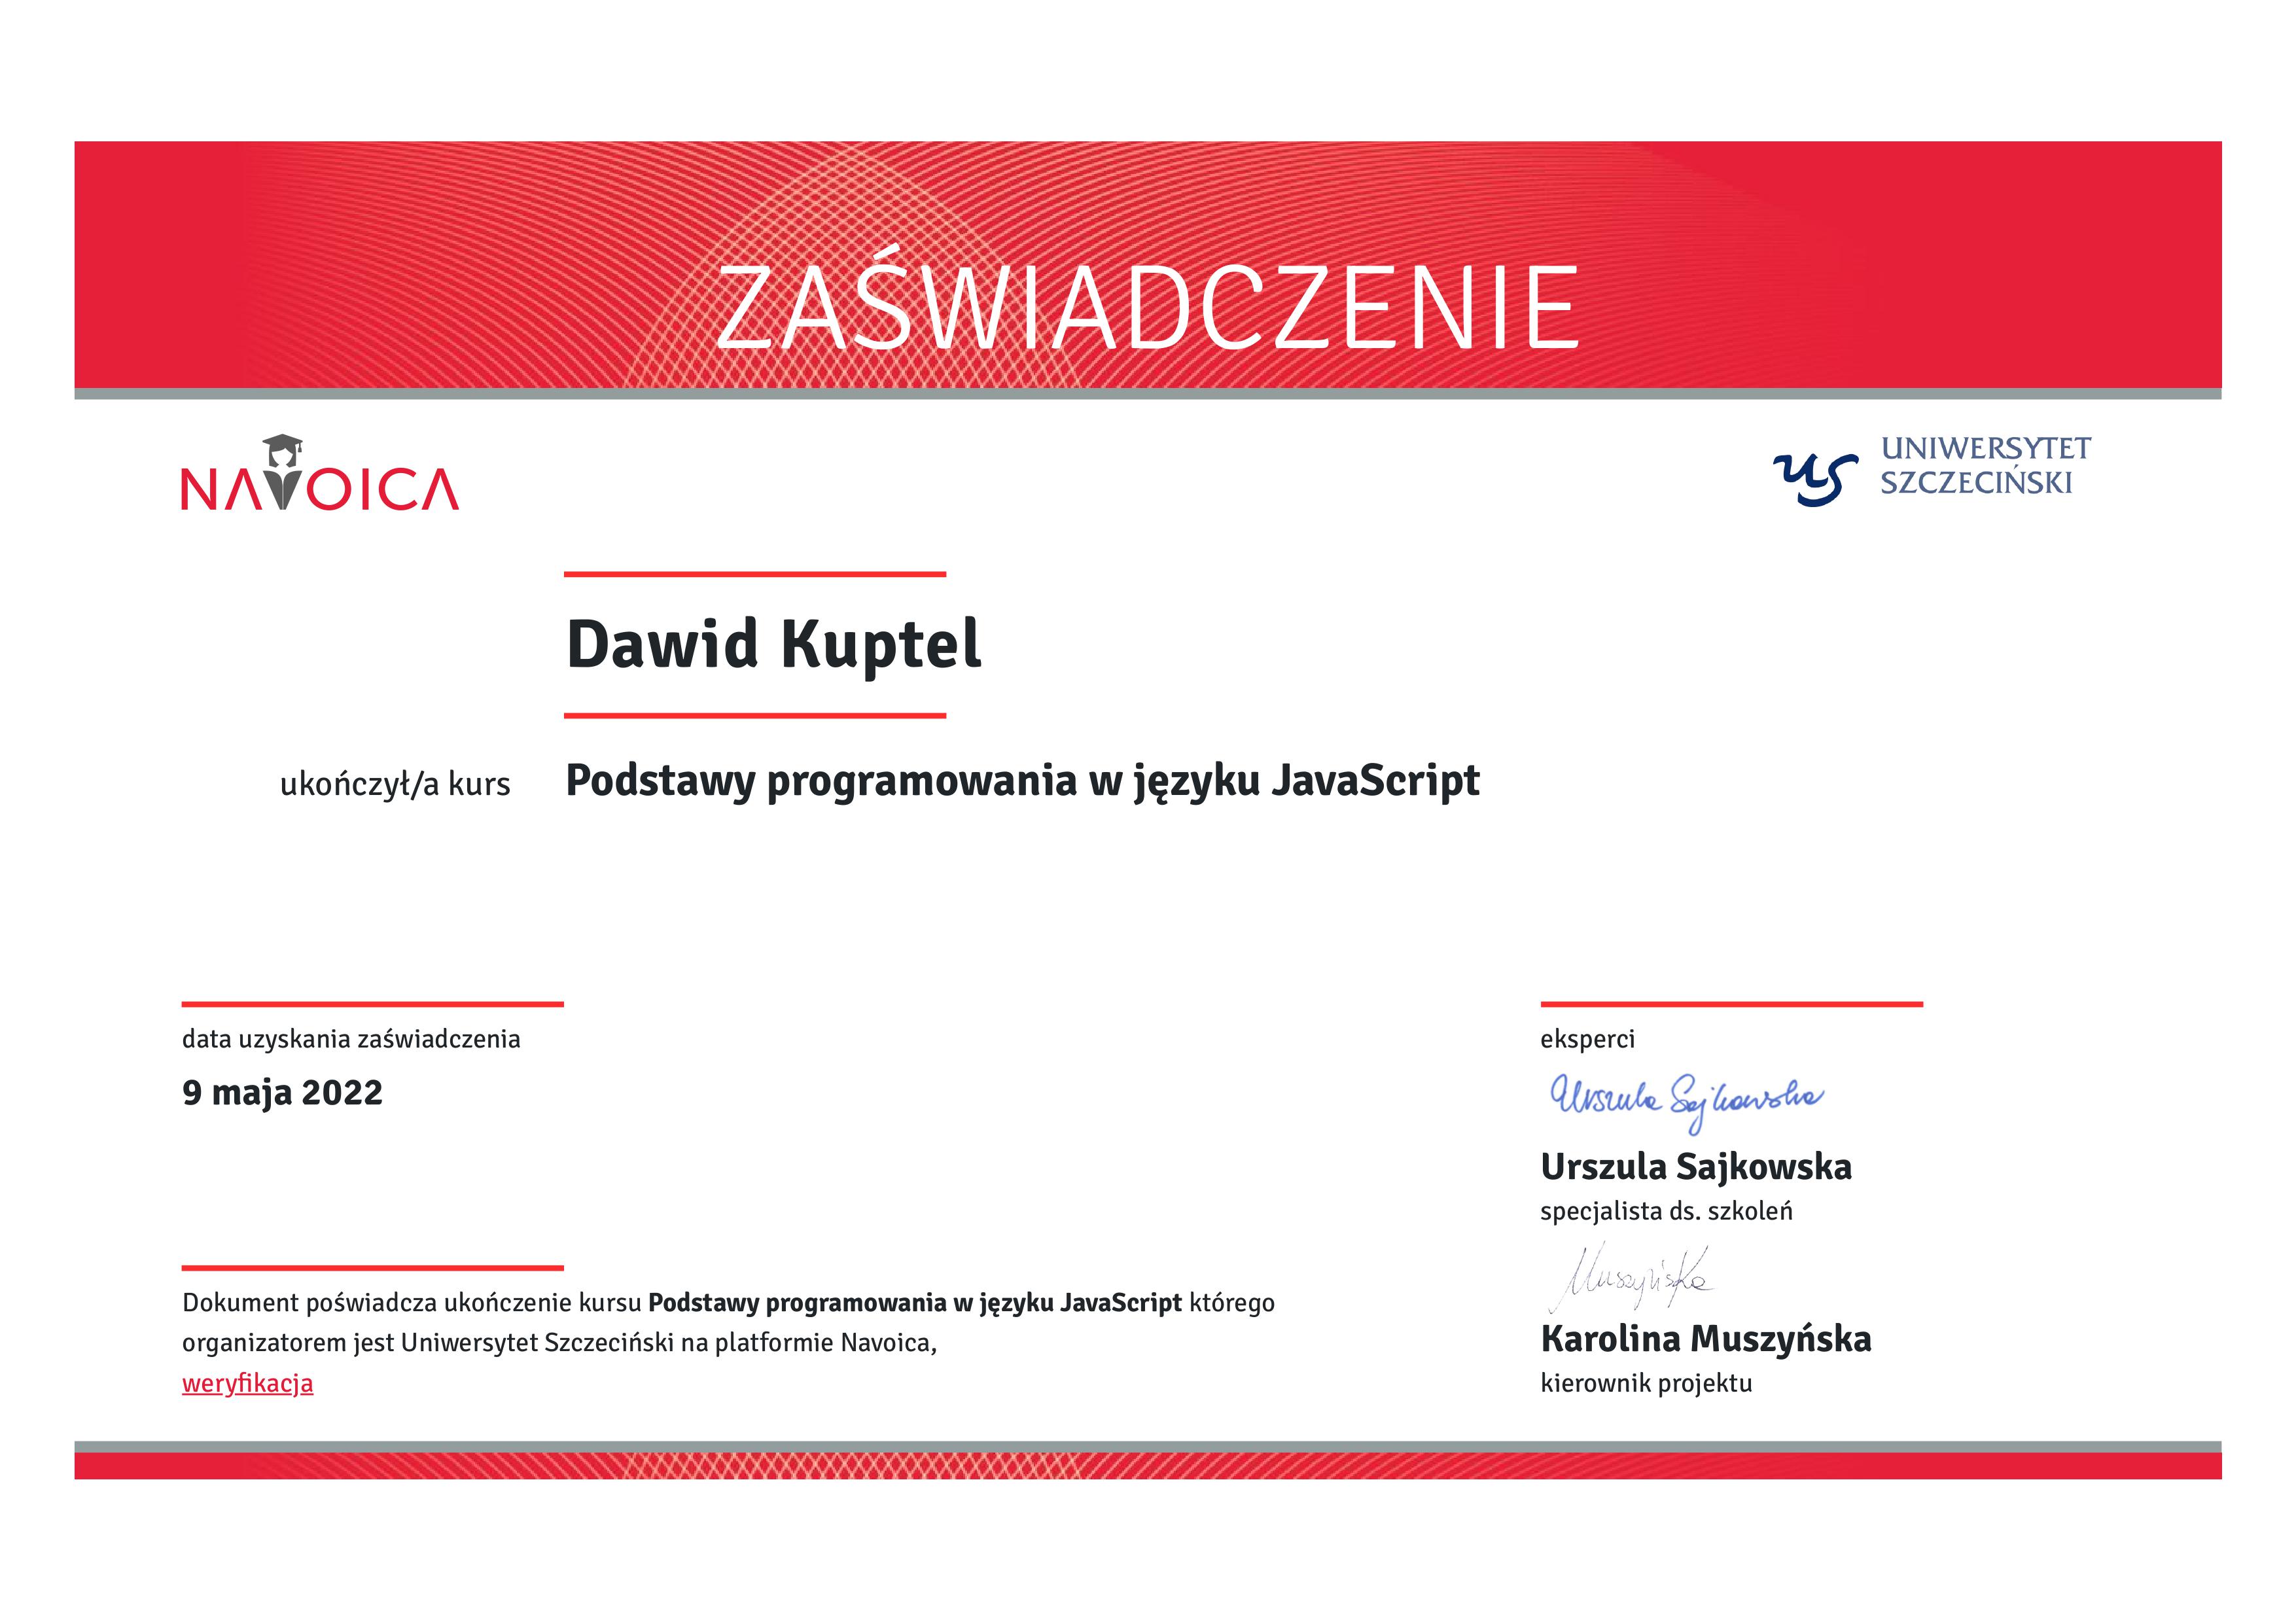 ZAŚWIADCZENIE
NAVOICA
UNIWERSYTET
SZCZECIŃSKI
Dawid Kuptel
ukończył/a kurs Podstawy programowania w języku JavaScript
data uzyskania zaświadczenia
9 maja 2022
eksperci
Urszula Sajkowska
Urszula Sajkowska
specjalista ds. szkoleń
Muszyńska
Karolina Muszyńska
kierownik projektu
Dokument poświadcza ukończenie kursu Podstawy programowania w języku JavaScript którego
organizatorem jest Uniwersytet Szczeciński na platformie Navoica,
weryfikacja